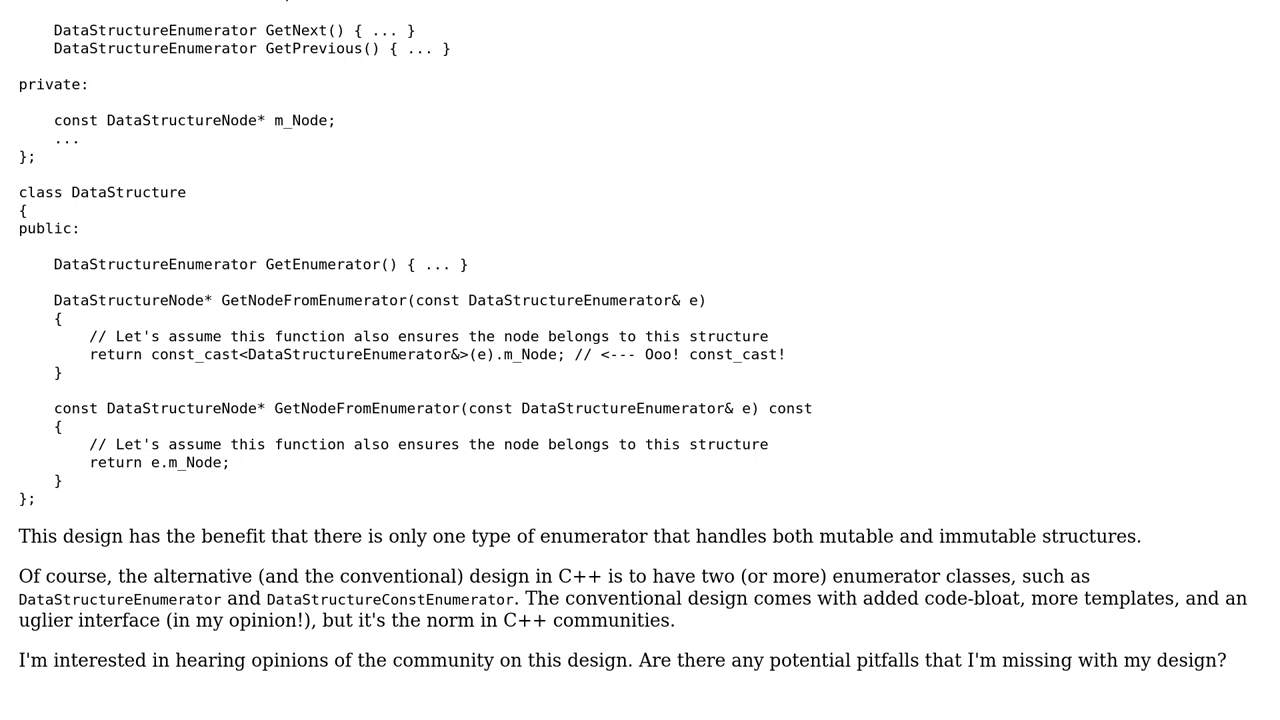 DataStructureEnumerator GetNext() { ... }
DataStructureEnumerator GetPrevious() { ... }
private:
const DataStructureNode* m_Node;
...
};
class DataStructure
{
public:
DataStructureEnumerator GetEnumerator() { ... }
DataStructureNode* GetNodeFromEnumerator(const DataStructureEnumerator& e)
{
// Let's assume this function also ensures the node belongs to this structure
return const_cast<DataStructureEnumerator&>(e).m_Node; // <--- Ooo! const_cast!
}
const DataStructureNode* GetNodeFromEnumerator(const DataStructureEnumerator& e) const
{
// Let's assume this function also ensures the node belongs to this structure
return e.m_Node;
}
};
This design has the benefit that there is only one type of enumerator that handles both mutable and immutable structures.
Of course, the alternative (and the conventional) design in C++ is to have two (or more) enumerator classes, such as
DataStructureEnumerator and DataStructureConstEnumerator. The conventional design comes with added code-bloat, more templates, and an
uglier interface (in my opinion!), but it's the norm in C++ communities.
I'm interested in hearing opinions of the community on this design. Are there any potential pitfalls that I'm missing with my design?